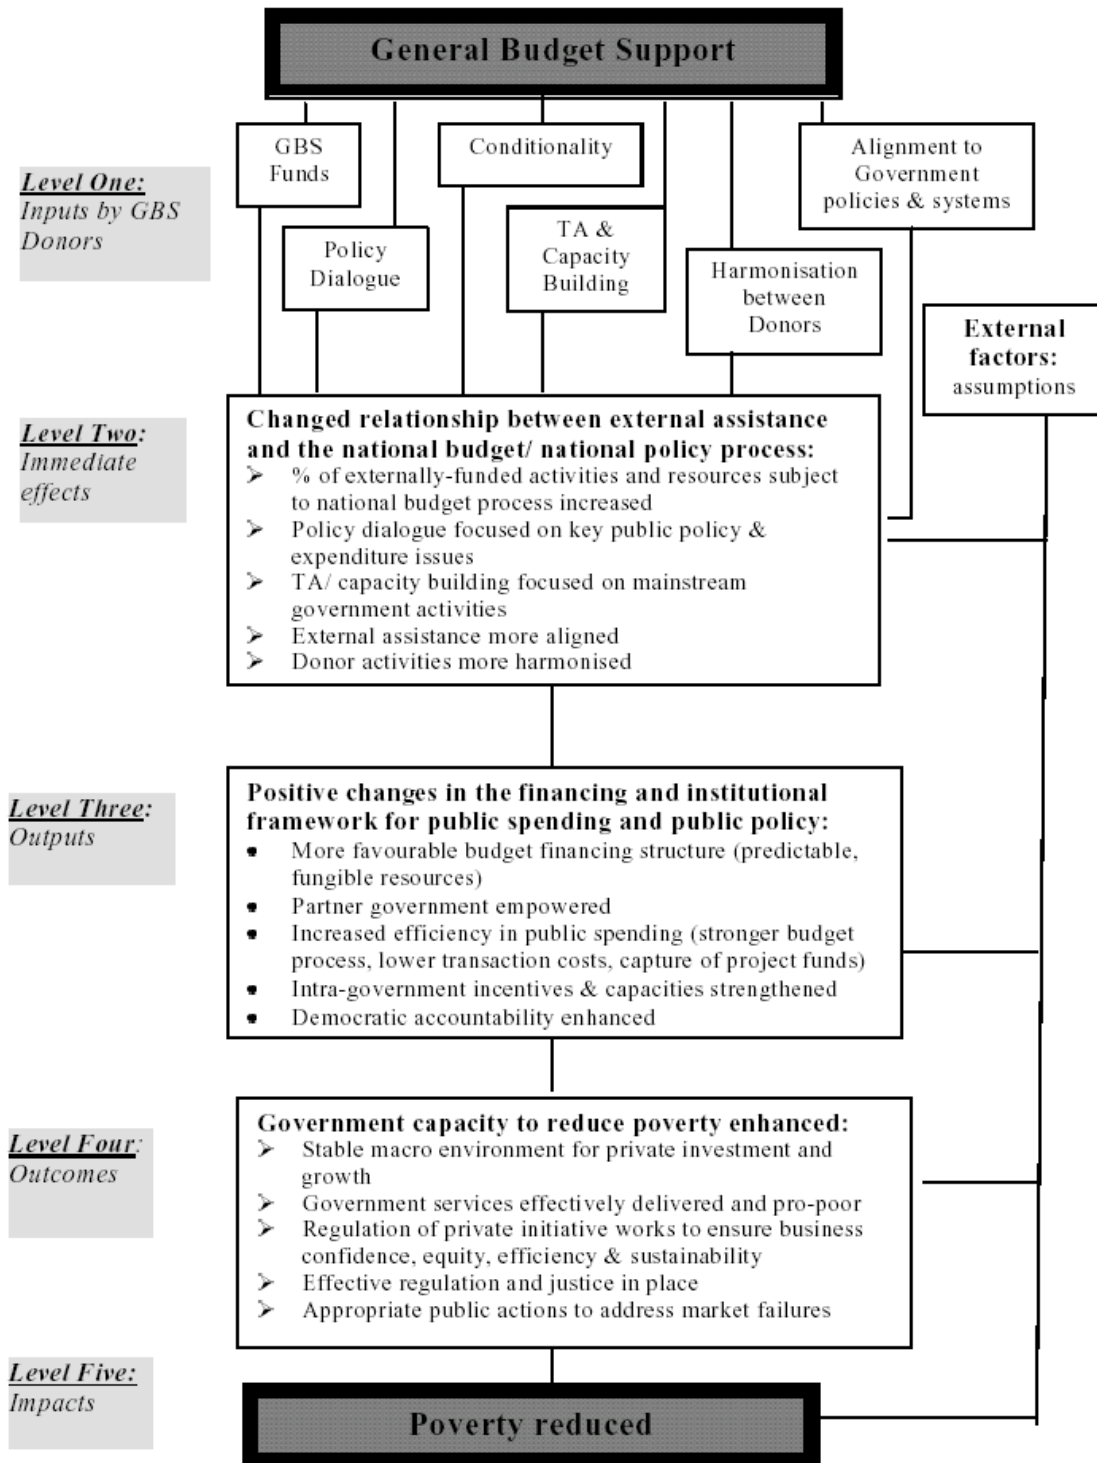 General Budget Support
GBS
Funds
Conditionality
Alignment to
Government
policies & systems
Level One:
Inputs by GBS
Donors
Policy
Dialogue
TA &
Capacity
Building
Harmonisation
between
Donors
External
factors:
assumptions
Level Two:
Immediate
effects
Changed relationship between external assistance
and the national budget/ national policy process:
➢ % of externally-funded activities and resources subject
to national budget process increased
➢ Policy dialogue focused on key public policy &
expenditure issues
➢ TA/ capacity building focused on mainstream
government activities
➢ External assistance more aligned
➢ Donor activities more harmonised
Level Three:
Outputs
Positive changes in the financing and institutional
framework for public spending and public policy:
• More favourable budget financing structure (predictable,
fungible resources)
• Partner government empowered
• Increased efficiency in public spending (stronger budget
process, lower transaction costs, capture of project funds)
• Intra-government incentives & capacities strengthened
• Democratic accountability enhanced
Level Four:
Outcomes
Government capacity to reduce poverty enhanced:
➢ Stable macro environment for private investment and
growth
➢ Government services effectively delivered and pro-poor
➢ Regulation of private initiative works to ensure business
confidence, equity, efficiency & sustainability
➢ Effective regulation and justice in place
➢ Appropriate public actions to address market failures
Level Five:
Impacts
Poverty reduced